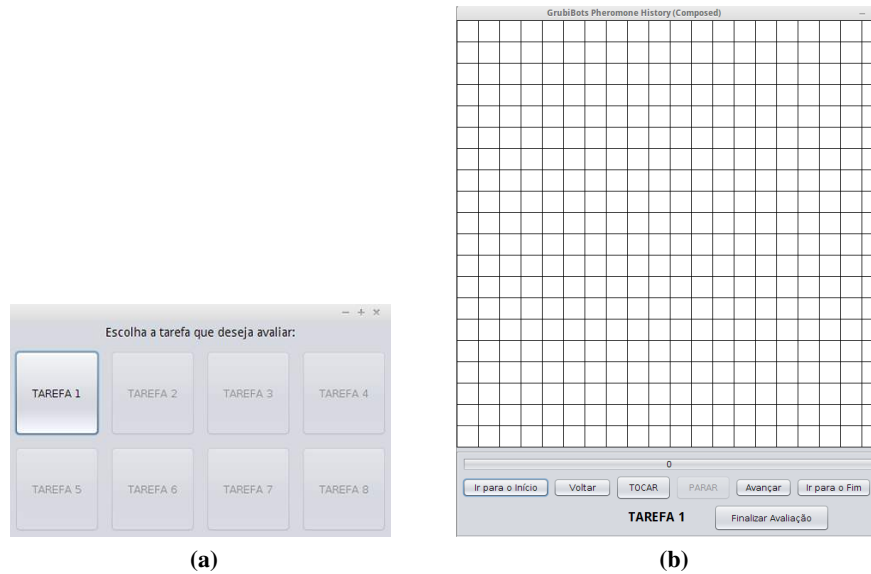 Escolha a tarefa que deseja avaliar:
TAREFA 1 TAREFA 2 TAREFA 3 TAREFA 4
TAREFA 5 TAREFA 6 TAREFA 7 TAREFA 8
(a)
GrubiBots Pheromone History (Composed)
0
Ir para o Início Voltar TOCAR PARAR Avançar Ir para o Fim
TAREFA 1 Finalizar Avaliação
(b)